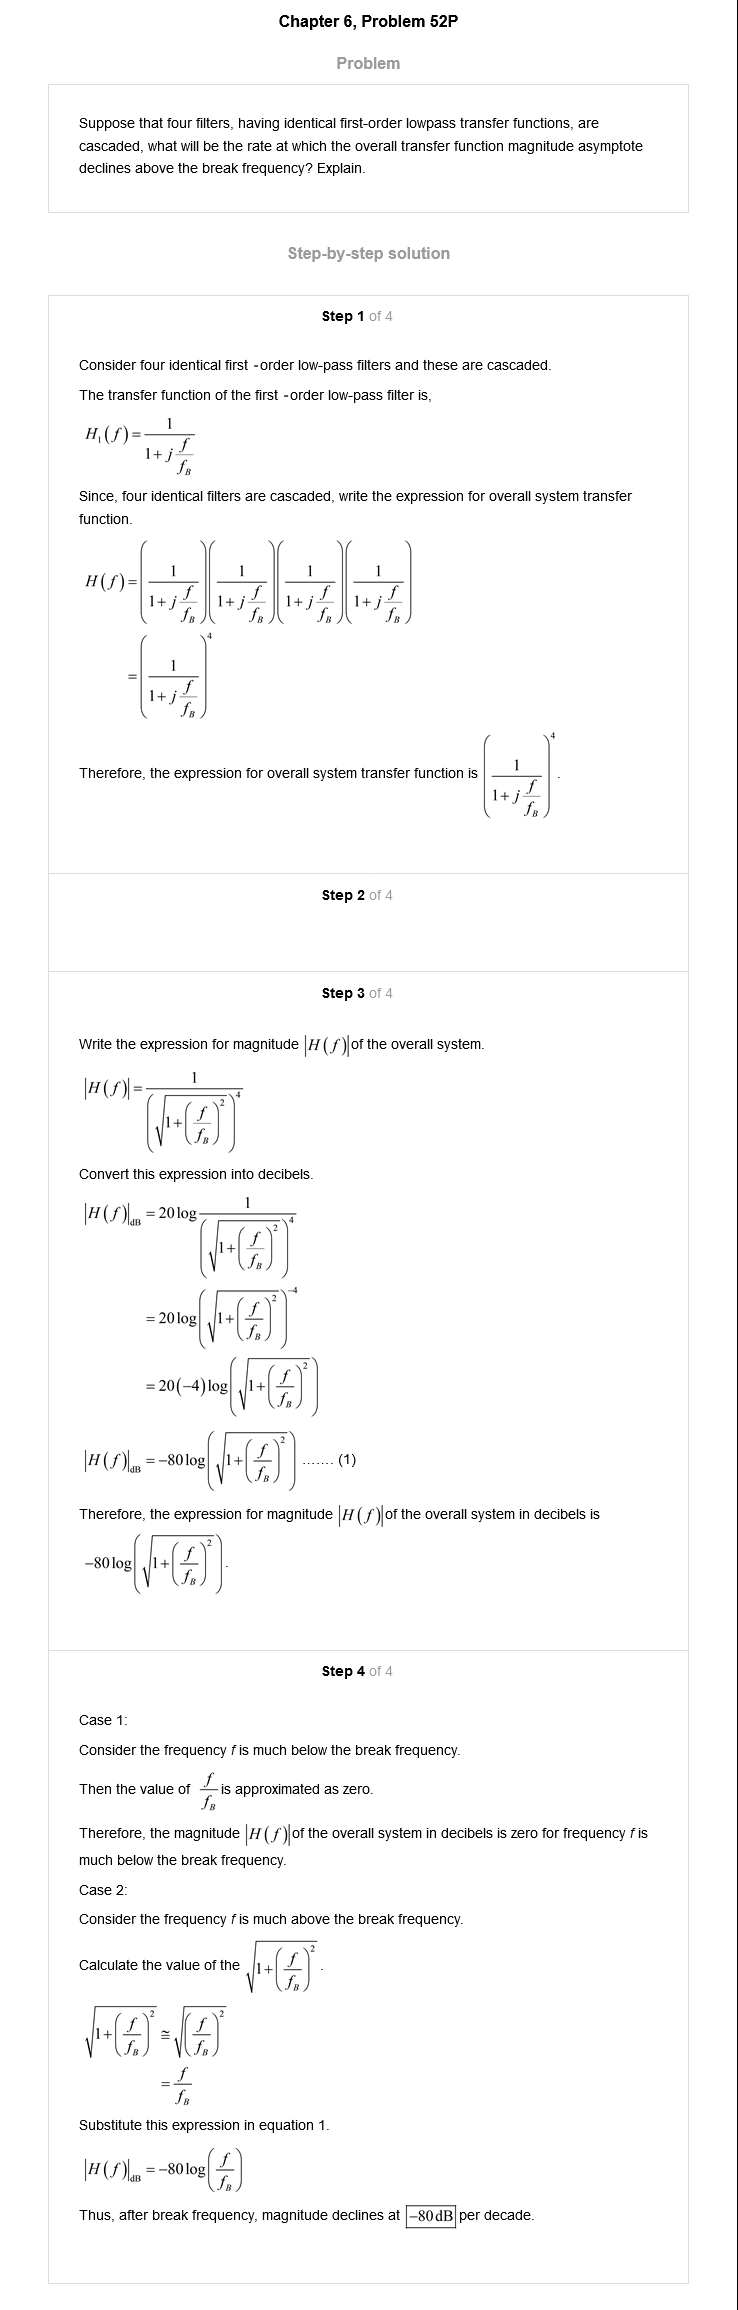 Chapter 6, Problem 52P
Problem
Suppose that four filters, having identical first-order lowpass transfer functions, are
cascaded, what will be the rate at which the overall transfer function magnitude asymptote
declines above the break frequency? Explain.
Step-by-step solution
Step 1 of 4
Consider four identical first -order low-pass filters and these are cascaded.
The transfer function of the first -order low-pass filter is,
$H_1(f)=\frac{1}{1+j\frac{f}{f_B}}$
Since, four identical filters are cascaded, write the expression for overall system transfer
function.
$H(f)=\left(\frac{1}{1+j\frac{f}{f_B}}\right)\left(\frac{1}{1+j\frac{f}{f_B}}\right)\left(\frac{1}{1+j\frac{f}{f_B}}\right)\left(\frac{1}{1+j\frac{f}{f_B}}\right)$
$=\left(\frac{1}{1+j\frac{f}{f_B}}\right)^4$
Therefore, the expression for overall system transfer function is $\left(\frac{1}{1+j\frac{f}{f_B}}\right)^4$.
Step 2 of 4
Step 3 of 4
Write the expression for magnitude $|H(f)|$ of the overall system.
$|H(f)|=\frac{1}{\left(\sqrt{1+\left(\frac{f}{f_B}\right)^2}\right)^4}$
Convert this expression into decibels.
$|H(f)|_{dB}=20\log\frac{1}{\left(\sqrt{1+\left(\frac{f}{f_B}\right)^2}\right)^4}$
$=20\log\left(\sqrt{1+\left(\frac{f}{f_B}\right)^2}\right)^{-4}$
$=20(-4)\log\left(\sqrt{1+\left(\frac{f}{f_B}\right)^2}\right)$
$|H(f)|_{dB}=-80\log\left(\sqrt{1+\left(\frac{f}{f_B}\right)^2}\right)$ ....... (1)
Therefore, the expression for magnitude $|H(f)|$ of the overall system in decibels is
$-80\log\left(\sqrt{1+\left(\frac{f}{f_B}\right)^2}\right)$.
Step 4 of 4
Case 1:
Consider the frequency f is much below the break frequency.
Then the value of $\frac{f}{f_B}$ is approximated as zero.
Therefore, the magnitude $|H(f)|$ of the overall system in decibels is zero for frequency f is
much below the break frequency.
Case 2:
Consider the frequency f is much above the break frequency.
Calculate the value of the $\sqrt{1+\left(\frac{f}{f_B}\right)^2}$.
$\sqrt{1+\left(\frac{f}{f_B}\right)^2}\cong\sqrt{\left(\frac{f}{f_B}\right)^2}$
$=\frac{f}{f_B}$
Substitute this expression in equation 1.
$|H(f)|_{dB}=-80\log\left(\frac{f}{f_B}\right)$
Thus, after break frequency, magnitude declines at -80 dB per decade.